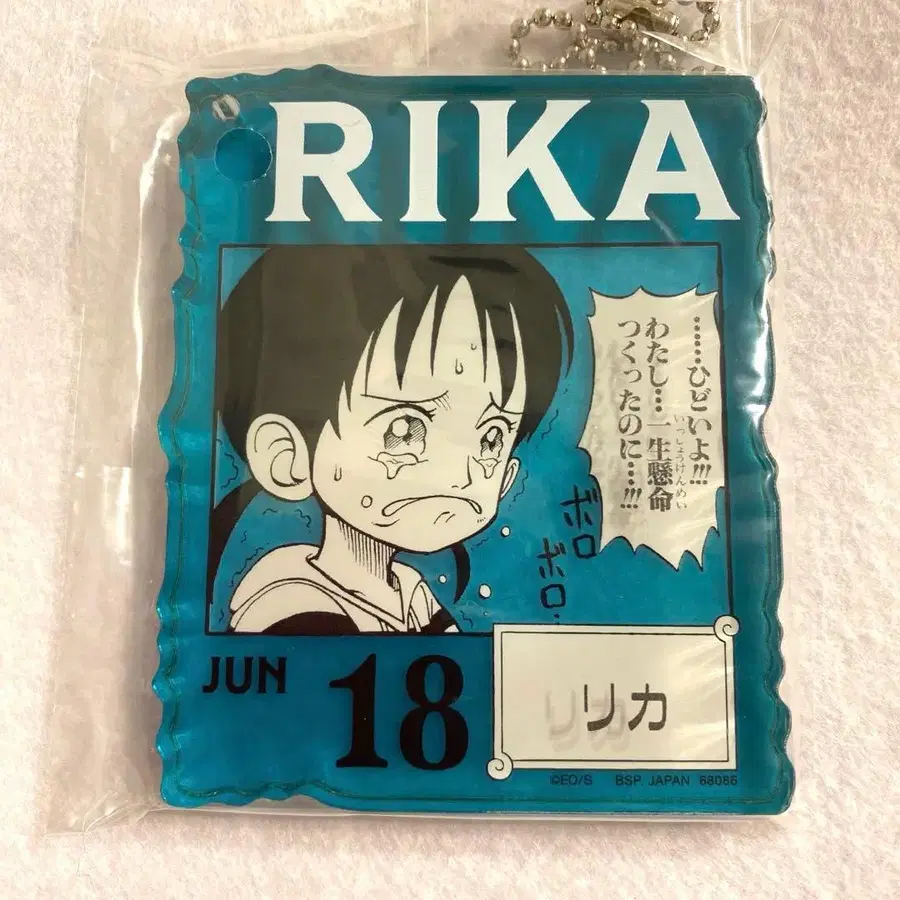 RIKA
……ひどいよ!!!
わたし…一生懸命
いっしょうけんめい
つくったのに…!!!
ボロ
ボロ
JUN 18
リカ
©EO/S BSP. JAPAN 68086